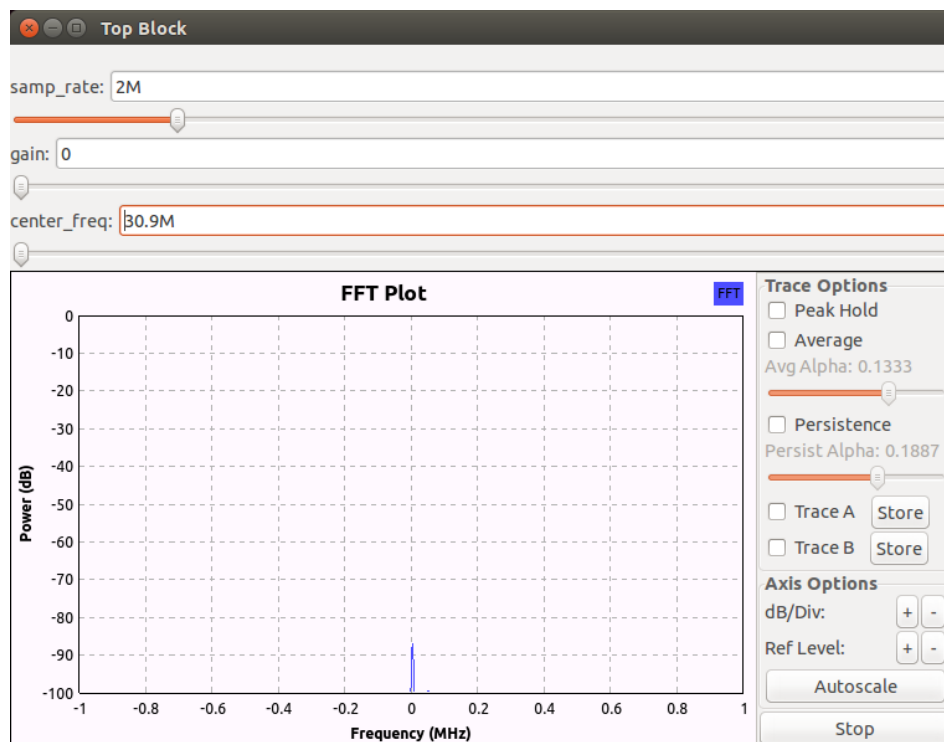 Top Block
samp_rate: 2M
gain: 0
center_freq: 30.9M
FFT Plot
FFT
Power (dB)
0
-10
-20
-30
-40
-50
-60
-70
-80
-90
-100
-1 -0.8 -0.6 -0.4 -0.2 0 0.2 0.4 0.6 0.8 1
Frequency (MHz)
Trace Options
Peak Hold
Average
Avg Alpha: 0.1333
Persistence
Persist Alpha: 0.1887
Trace A Store
Trace B Store
Axis Options
dB/Div: + -
Ref Level: + -
Autoscale
Stop